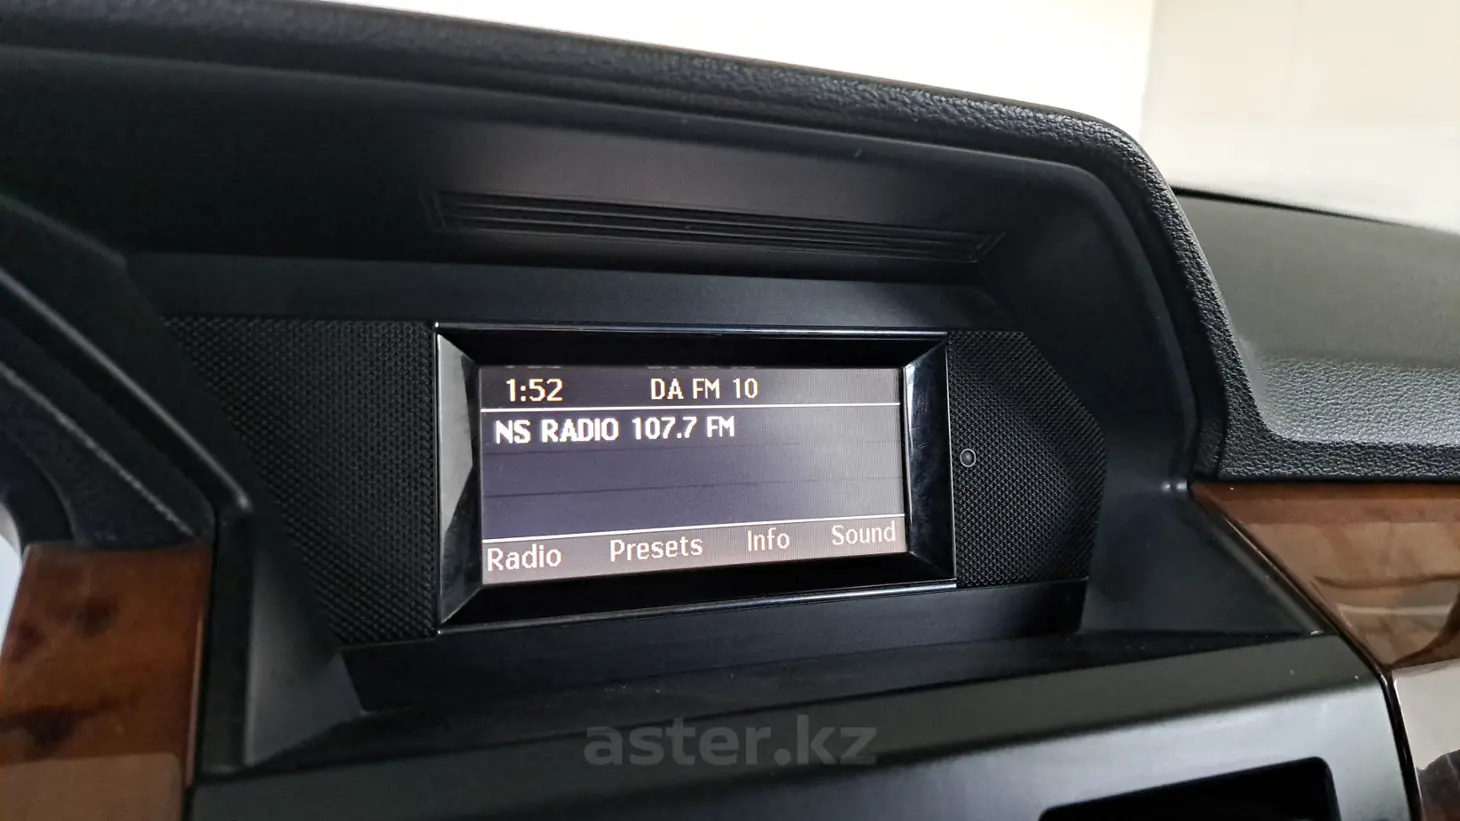 1:52 DA FM 10
NS RADIO 107.7 FM
Radio Presets Info Sound
aster.kz